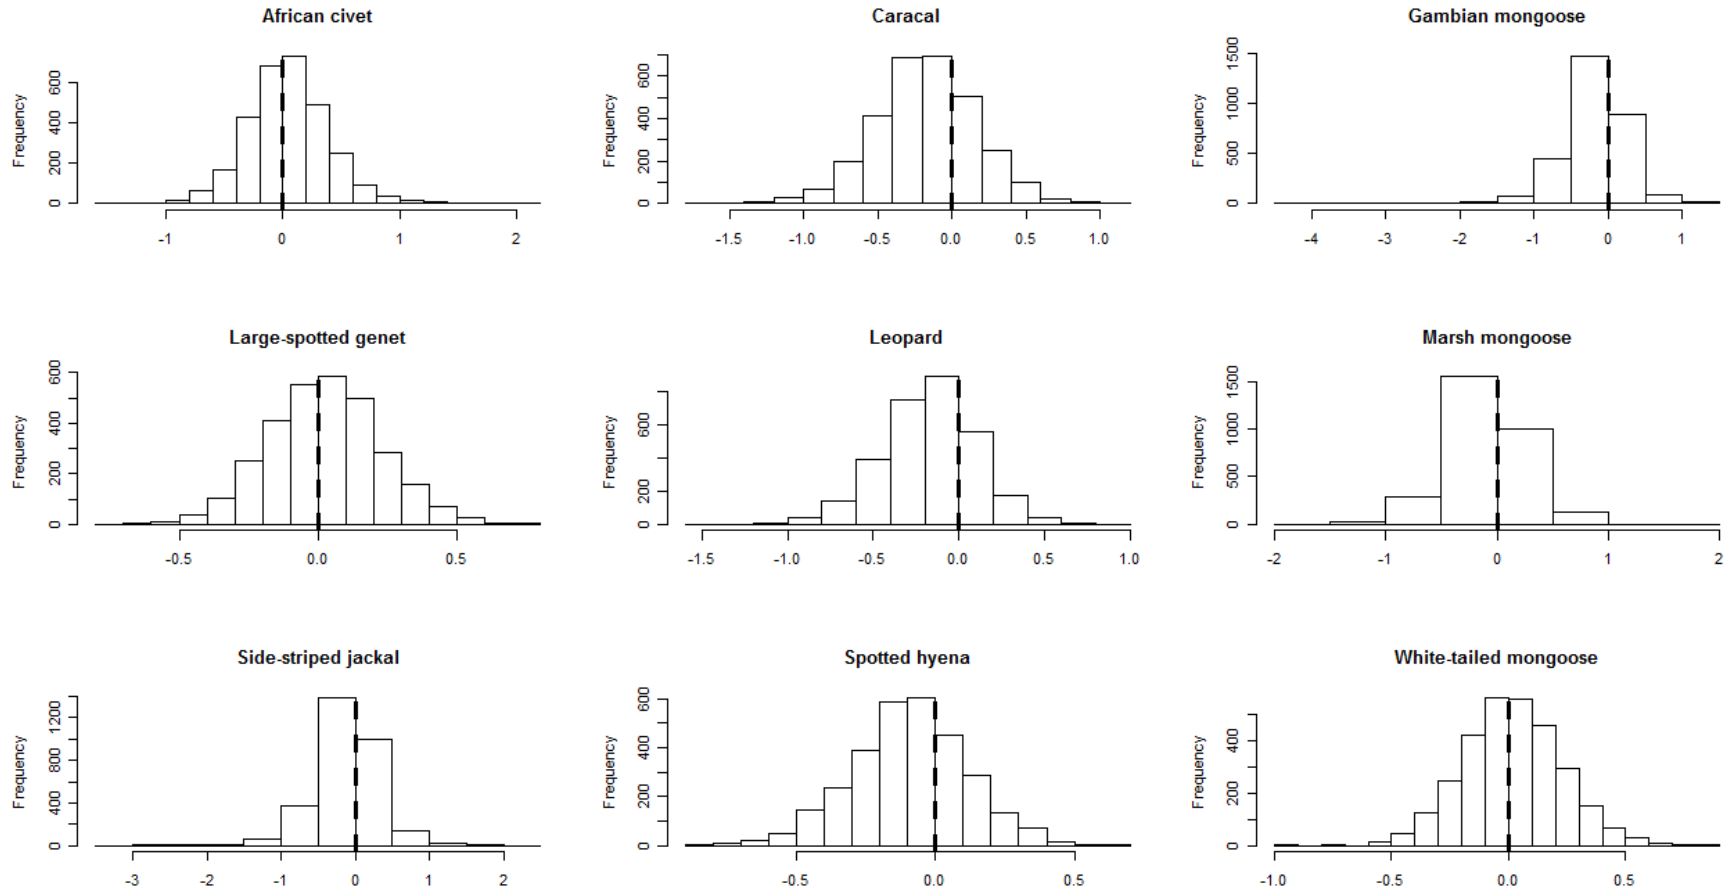 African civet
Frequency
0 200 400 600
-1 0 1 2
Caracal
Frequency
0 200 400 600
-1.5 -1.0 -0.5 0.0 0.5 1.0
Gambian mongoose
Frequency
0 500 1000 1500
-4 -3 -2 -1 0 1
Large-spotted genet
Frequency
0 200 400 600
-0.5 0.0 0.5
Leopard
Frequency
0 200 600
-1.5 -1.0 -0.5 0.0 0.5 1.0
Marsh mongoose
Frequency
0 500 1000 1500
-2 -1 0 1 2
Side-striped jackal
Frequency
0 400 800 1200
-3 -2 -1 0 1 2
Spotted hyena
Frequency
0 200 400 600
-0.5 0.0 0.5
White-tailed mongoose
Frequency
0 200 400
-1.0 -0.5 0.0 0.5